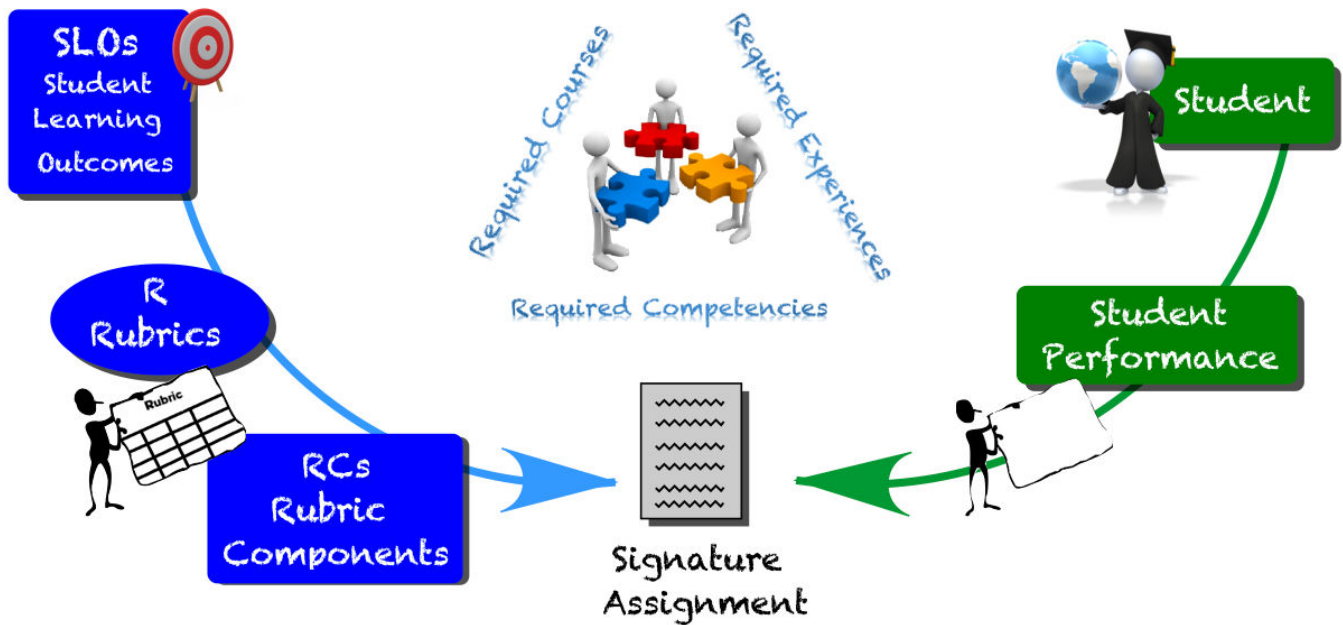 SLOs
Student
Learning
Outcomes
R
Rubrics
Rubric
RCs
Rubric
Components
Required Courses
Required Experiences
Required Competencies
Signature
Assignment
Student
Student
Performance